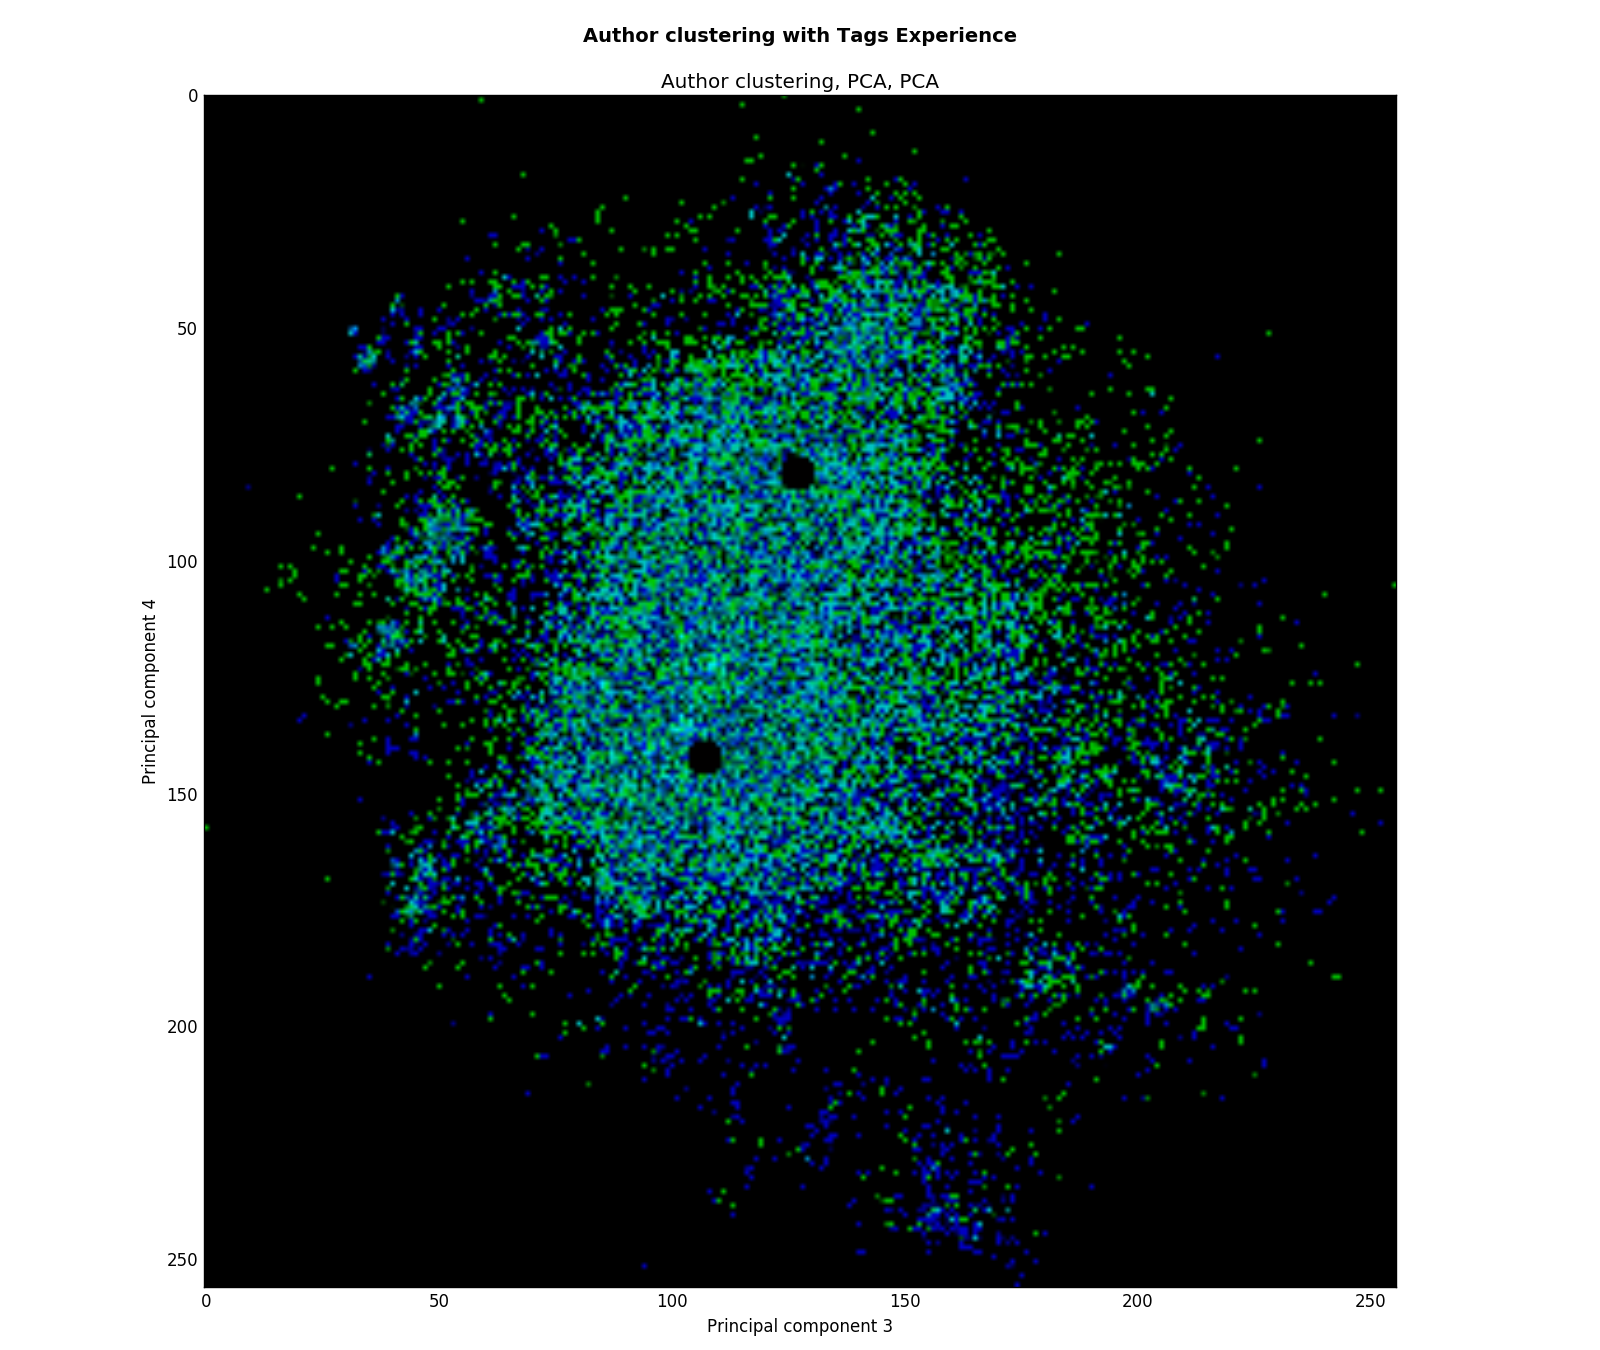 Author clustering with Tags Experience
Author clustering, PCA, PCA
0
50
100
150
200
250
Principal component 4
0 50 100 150 200 250
Principal component 3